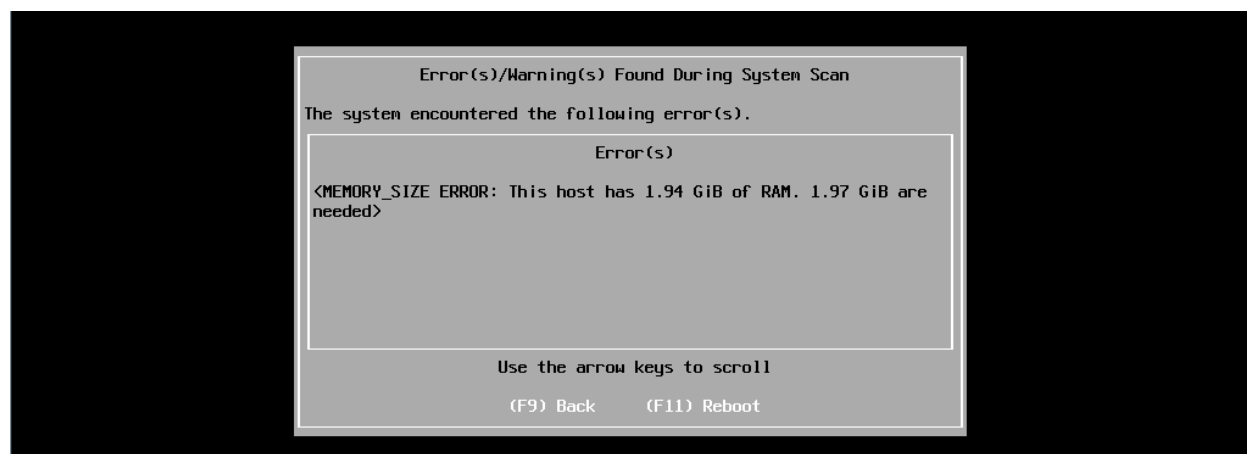 Error(s)/Warning(s) Found During System Scan
The system encountered the following error(s).
Error(s)
<MEMORY_SIZE ERROR: This host has 1.94 GiB of RAM. 1.97 GiB are
needed>
Use the arrow keys to scroll
(F9) Back (F11) Reboot